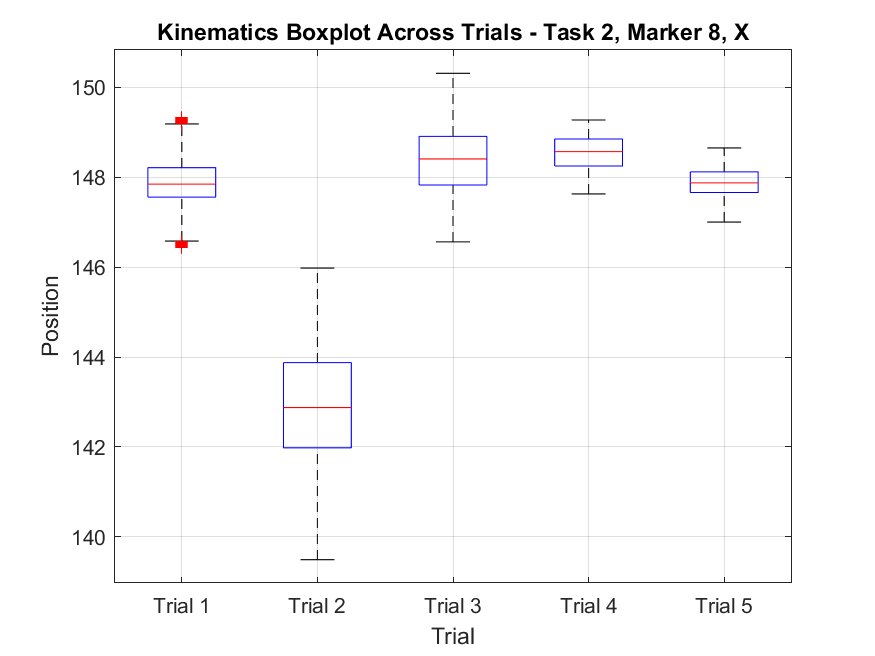 Kinematics Boxplot Across Trials - Task 2, Marker 8, X
150
148
146
144
142
140
Position
Trial 1 Trial 2 Trial 3 Trial 4 Trial 5
Trial